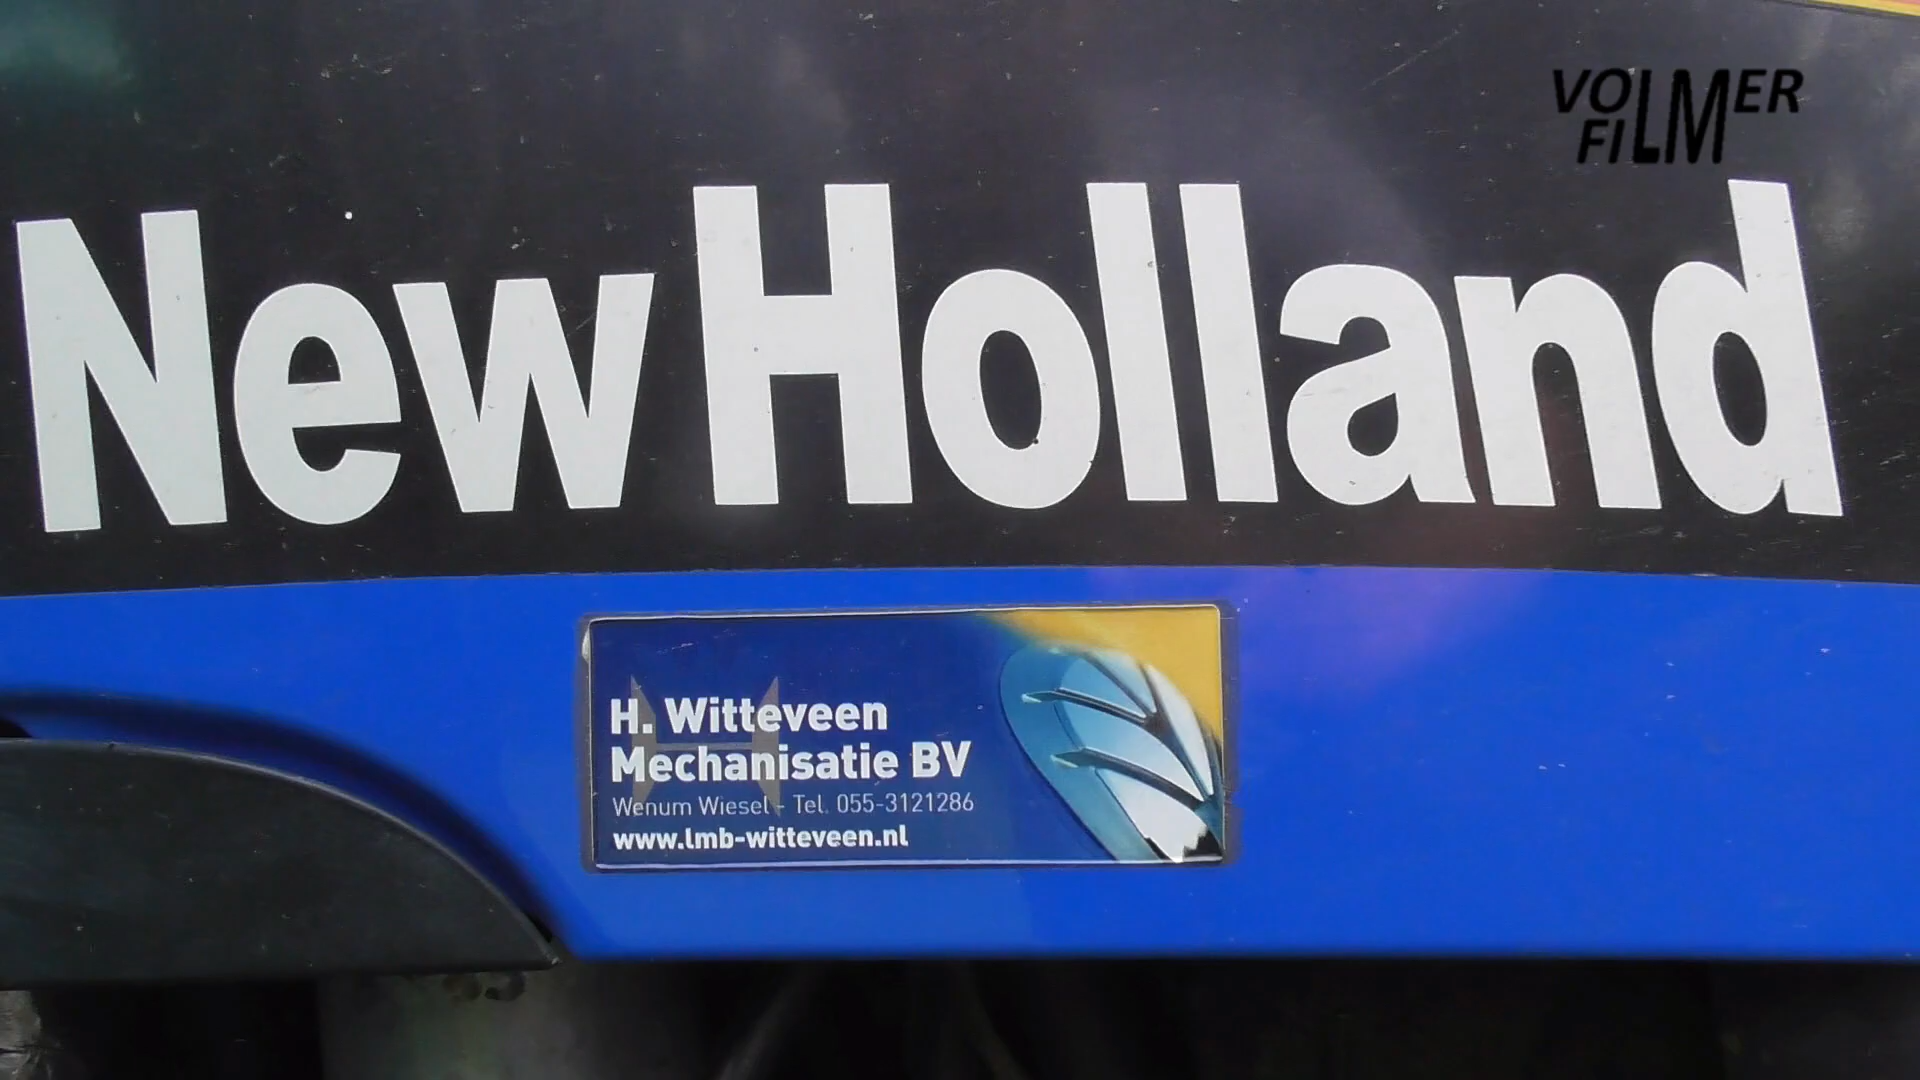 VOLMER
FILM
New Holland
H. Witteveen
Mechanisatie BV
Wenum Wiesel - Tel. 055-3121286
www.lmb-witteveen.nl